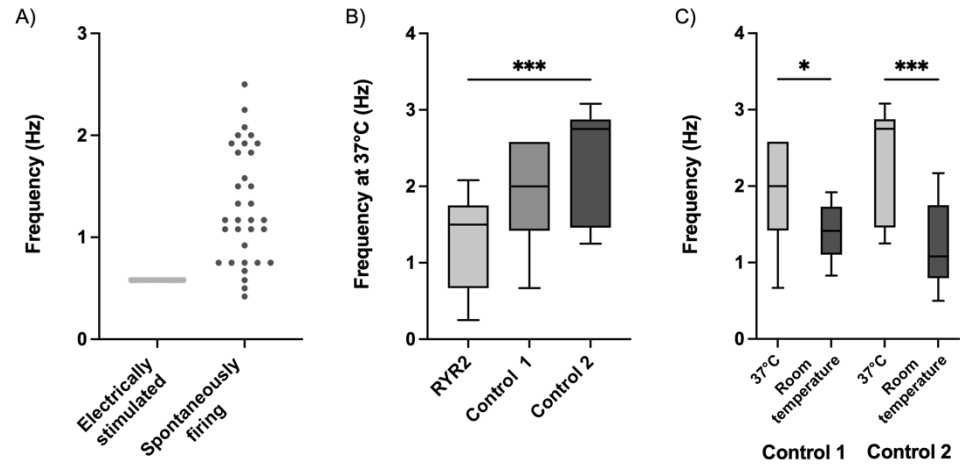 A)
Frequency (Hz)
3
2
1
0
Electrically
stimulated
Spontaneously
firing
B)
Frequency at 37°C (Hz)
4
3
2
1
0
***
RYR2
Control 1
Control 2
C)
Frequency (Hz)
4
3
2
1
0
*
***
37°C
Room
temperature
37°C
Room
temperature
Control 1
Control 2